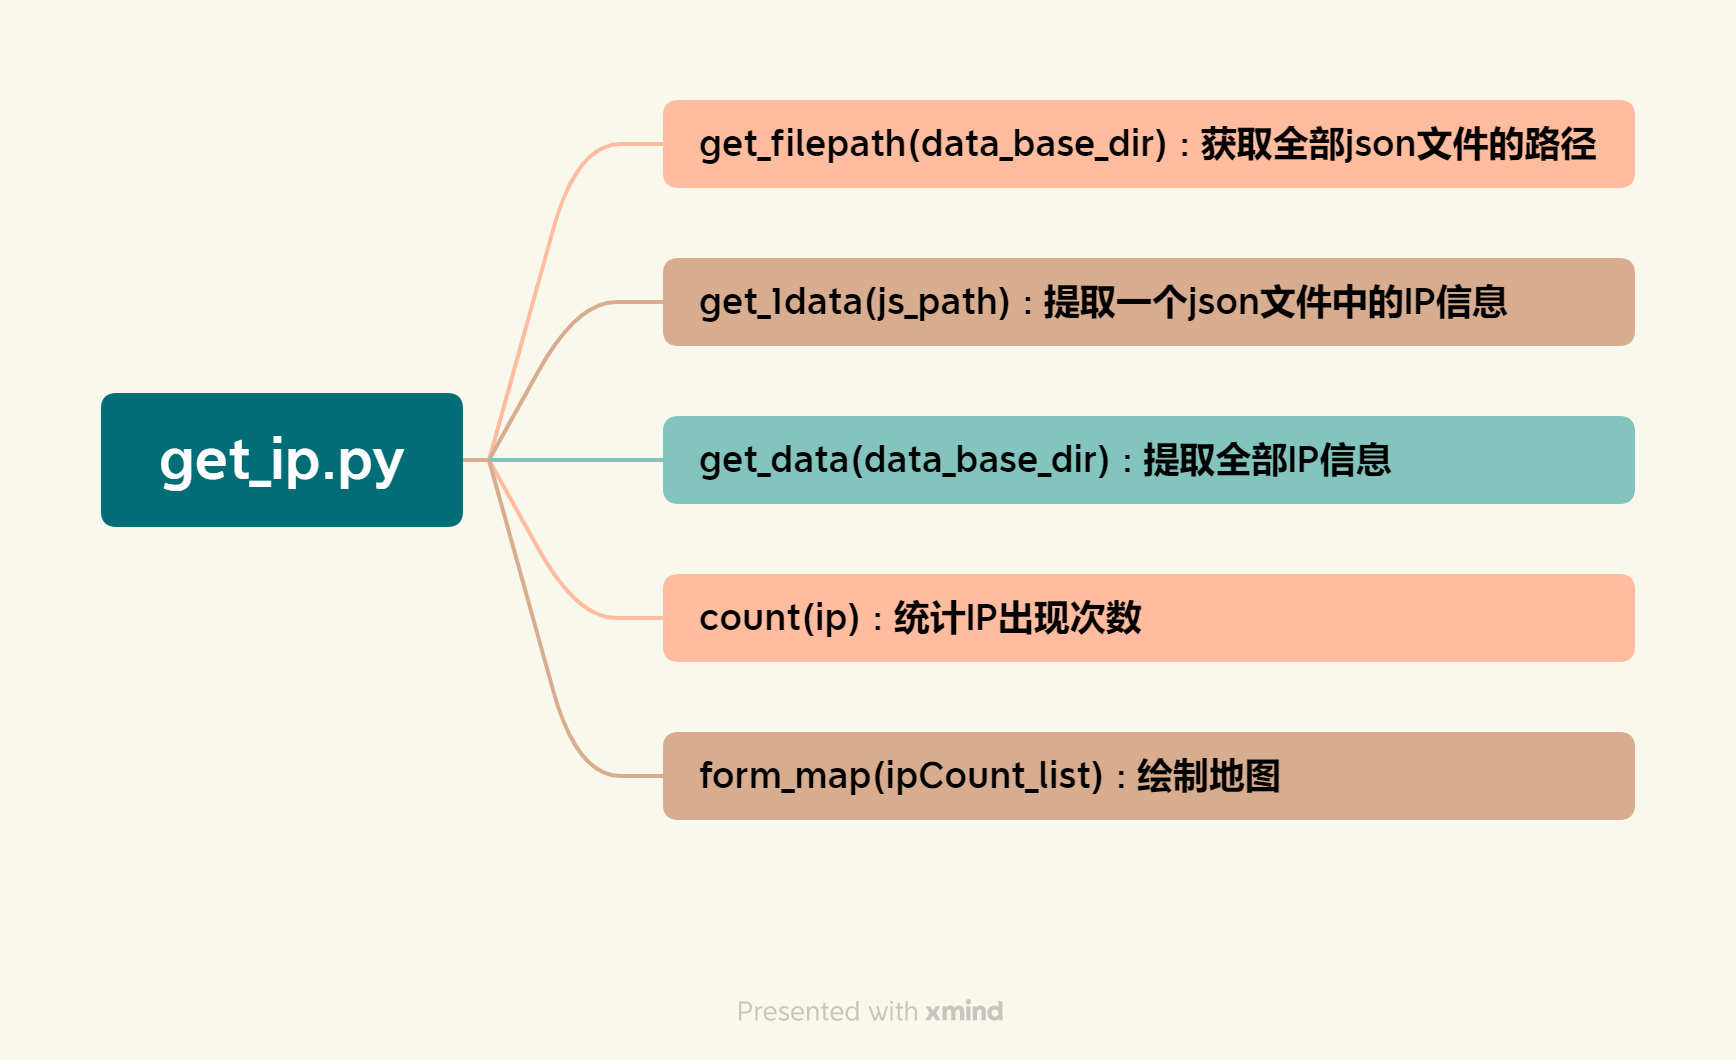 get_filepath(data_base_dir) : 获取全部json文件的路径
get_1data(js_path) : 提取一个json文件中的IP信息
get_ip.py
get_data(data_base_dir) : 提取全部IP信息
count(ip) : 统计IP出现次数
form_map(ipCount_list) : 绘制地图
Presented with xmind